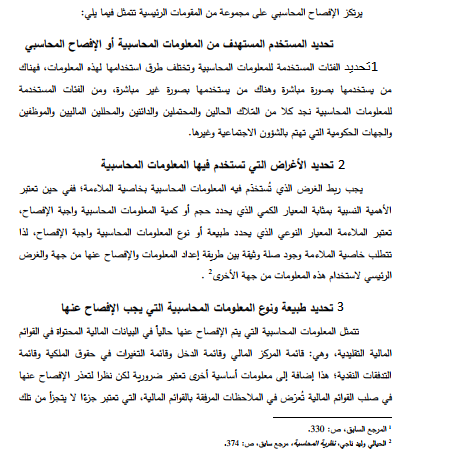 يرتكز الإفصاح المحاسبي على مجموعة من المقومات الرئيسية تتمثل فيما يلي:
تحديد المستخدم المستهدف من المعلومات المحاسبية أو الإفصاح المحاسبي
1تحديد الفئات المستخدمة للمعلومات المحاسبية وتختلف طرق استخدامها لهذه المعلومات، فهناك
من يستخدمها بصورة مباشرة وهناك من يستخدمها بصورة غير مباشرة، ومن الفئات المستخدمة
للمعلومات المحاسبية نجد كلا من الملاك الحالين والمحتملين والدائنين والمحللين الماليين والموظفين
والجهات الحكومية التي تهتم بالشؤون الاجتماعية وغيرها.
2 تحديد الأغراض التي تستخدم فيها المعلومات المحاسبية
يجب ربط الغرض الذي تُستخدَم فيه المعلومات المحاسبية بخاصية الملاءمة؛ ففي حين تعتبر
الأهمية النسبية بمثابة المعيار الكمي الذي يحدد حجم أو كمية المعلومات المحاسبية واجبة الإفصاح،
تعتبر الملاءمة المعيار النوعي الذي يحدد طبيعة أو نوع المعلومات المحاسبية واجبة الإفصاح، لذا
تتطلب خاصية الملاءمة وجود صلة وثيقة بين طريقة إعداد المعلومات والإفصاح عنها من جهة والغرض
الرئيسي لاستخدام هذه المعلومات من جهة الأخرى2 .
3 تحديد طبيعة ونوع المعلومات المحاسبية التي يجب الإفصاح عنها
تتمثل المعلومات المحاسبية التي يتم الإفصاح عنها حالياً في البيانات المالية المحتواة في القوائم
المالية التقليدية، وهي: قائمة المركز المالي وقائمة الدخل وقائمة التغيرات في حقوق الملكية وقائمة
التدفقات النقدية؛ هذا إضافة إلى معلومات أساسية أخرى تعتبر ضرورية لكن نظرا لتعذر الإفصاح عنها
في صلب القوائم المالية تُعرَض في الملاحظات المرفقة بالقوائم المالية، التي تعتبر جزءًا لا يتجزأ من تلك
1 المرجع السابق، ص: 330.
2 الحيالي وليد ناجي، نظرية المحاسبة، مرجع سابق، ص: 374.